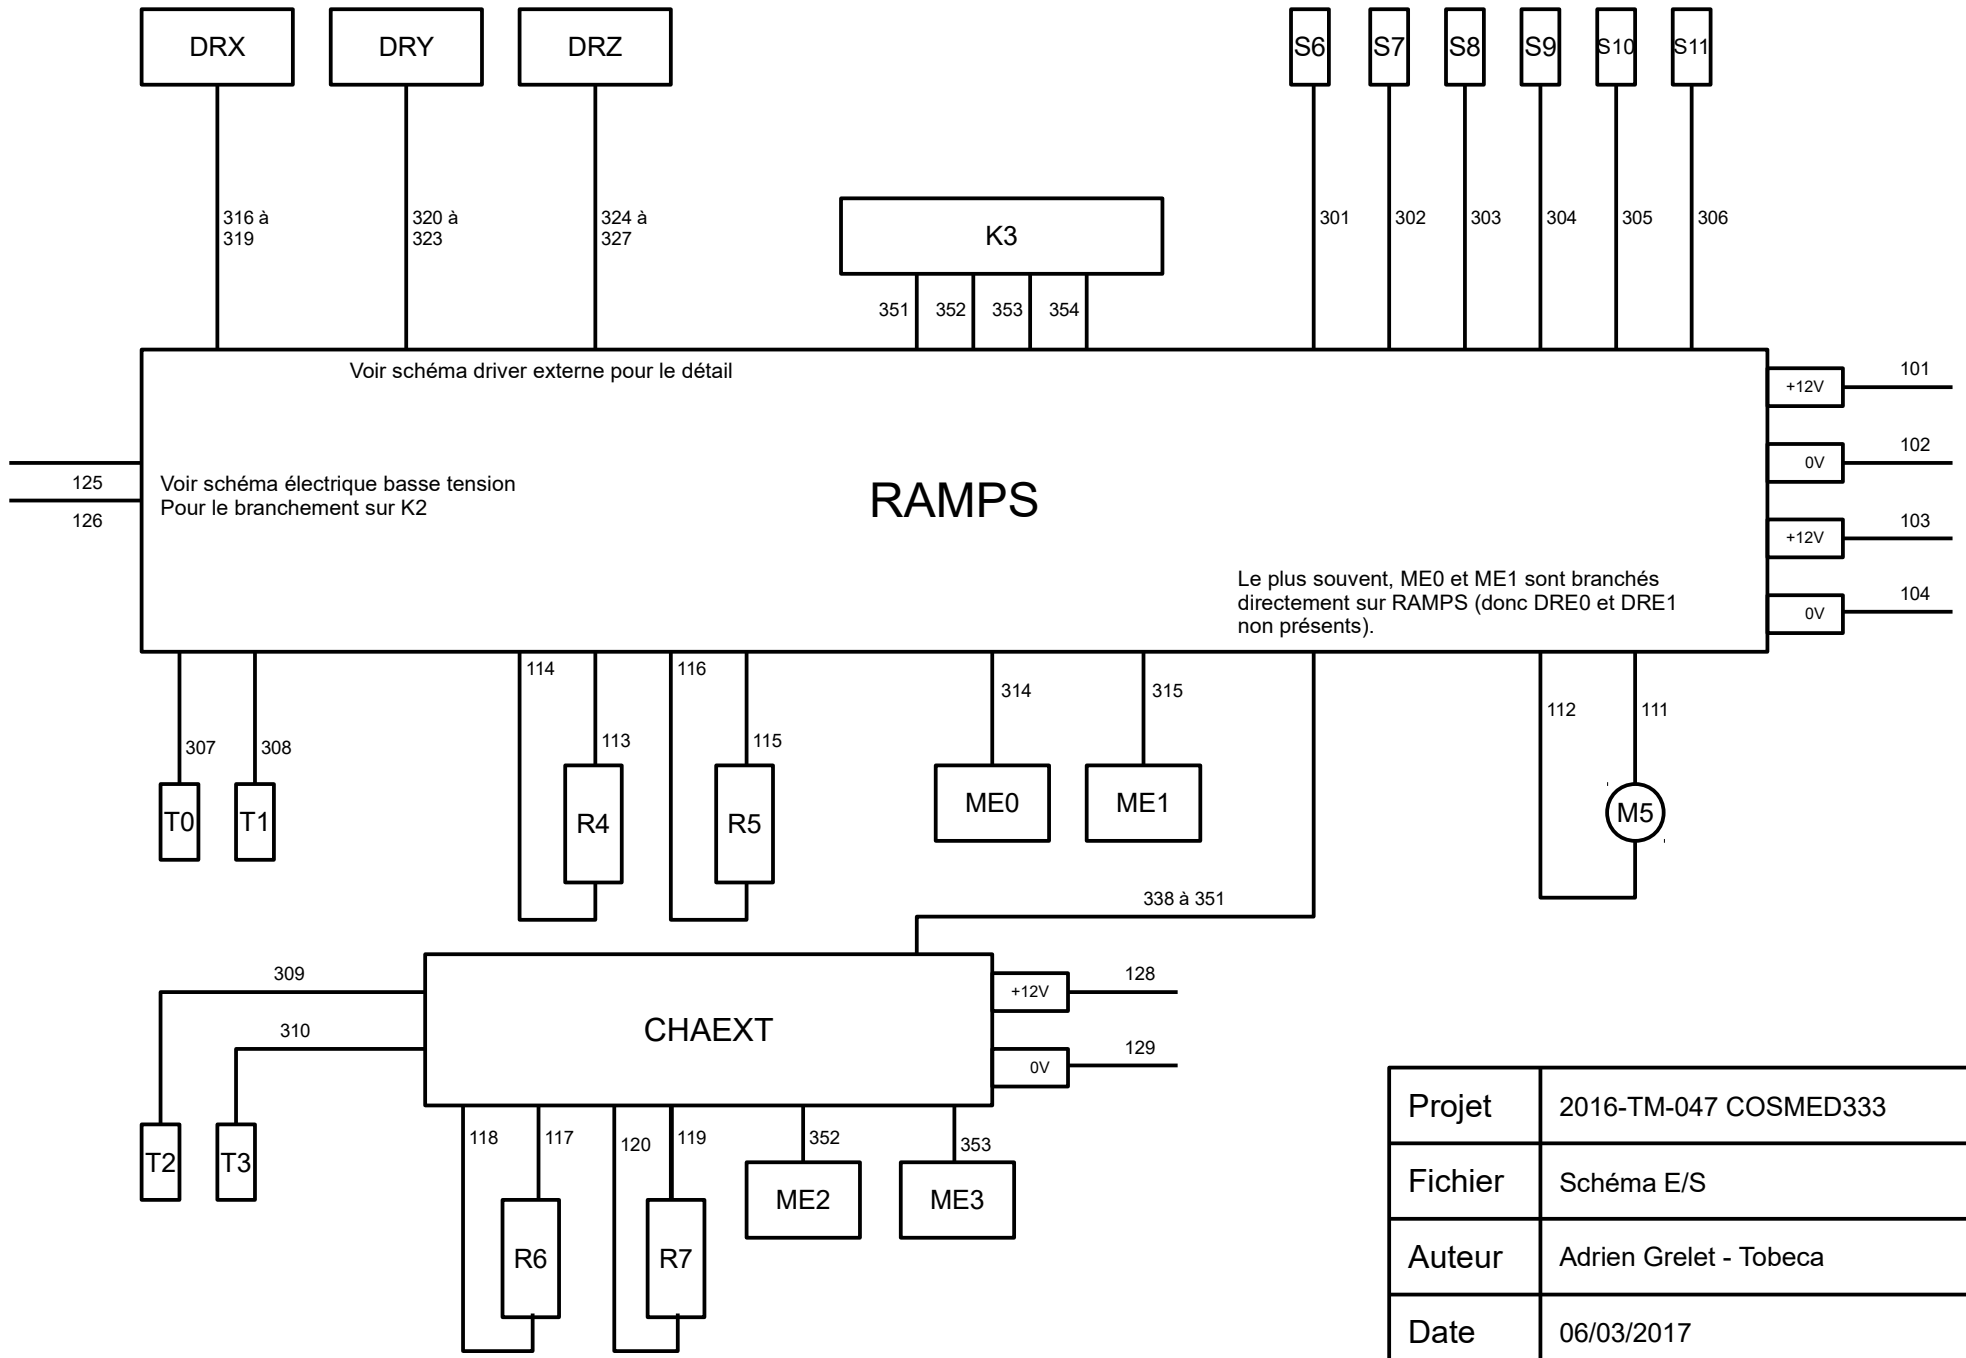 DRX
DRY
DRZ
S6
S7
S8
S9
S10
S11
316 à
319
320 à
323
324 à
327
K3
301
302
303
304
305
306
351
352
353
354
Voir schéma driver externe pour le détail
+12V
101
0V
102
+12V
103
0V
104
125
126
Voir schéma électrique basse tension
Pour le branchement sur K2
RAMPS
Le plus souvent, ME0 et ME1 sont branchés
directement sur RAMPS (donc DRE0 et DRE1
non présents).
114
116
314
315
112
111
307
308
113
115
T0
T1
R4
R5
ME0
ME1
M5
338 à 351
309
310
CHAEXT
+12V
128
0V
129
118
117
120
119
352
353
T2
T3
R6
R7
ME2
ME3
Projet
2016-TM-047 COSMED333
Fichier
Schéma E/S
Auteur
Adrien Grelet - Tobeca
Date
06/03/2017